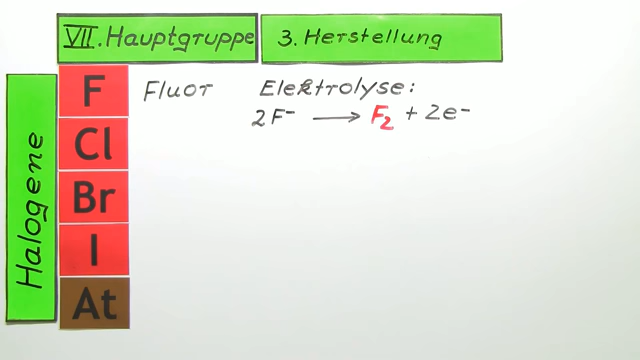 VII. Hauptgruppe
3. Herstellung
Halogene
F
Cl
Br
I
At
Fluor
Elektrolyse:
2F⁻ ⟶ F₂ + 2e⁻